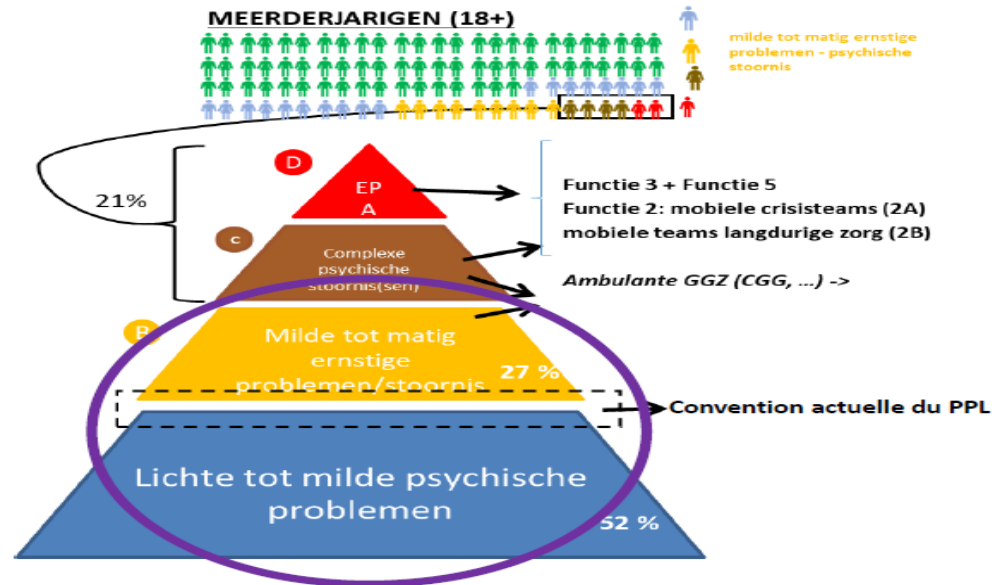 MEERDERJARIGEN (18+)
milde tot matig ernstige
problemen - psychische
stoornis
D
EP
A
21%
Functie 3 + Functie 5
Functie 2: mobiele crisisteams (2A)
mobiele teams langdurige zorg (2B)
c
Complexe
psychische
stoornis(sen)
Ambulante GGZ (CGG, ...) ->
B
Milde tot matig
ernstige
problemen/stoornis
27 %
Convention actuelle du PPL
Lichte tot milde psychische
problemen
52 %